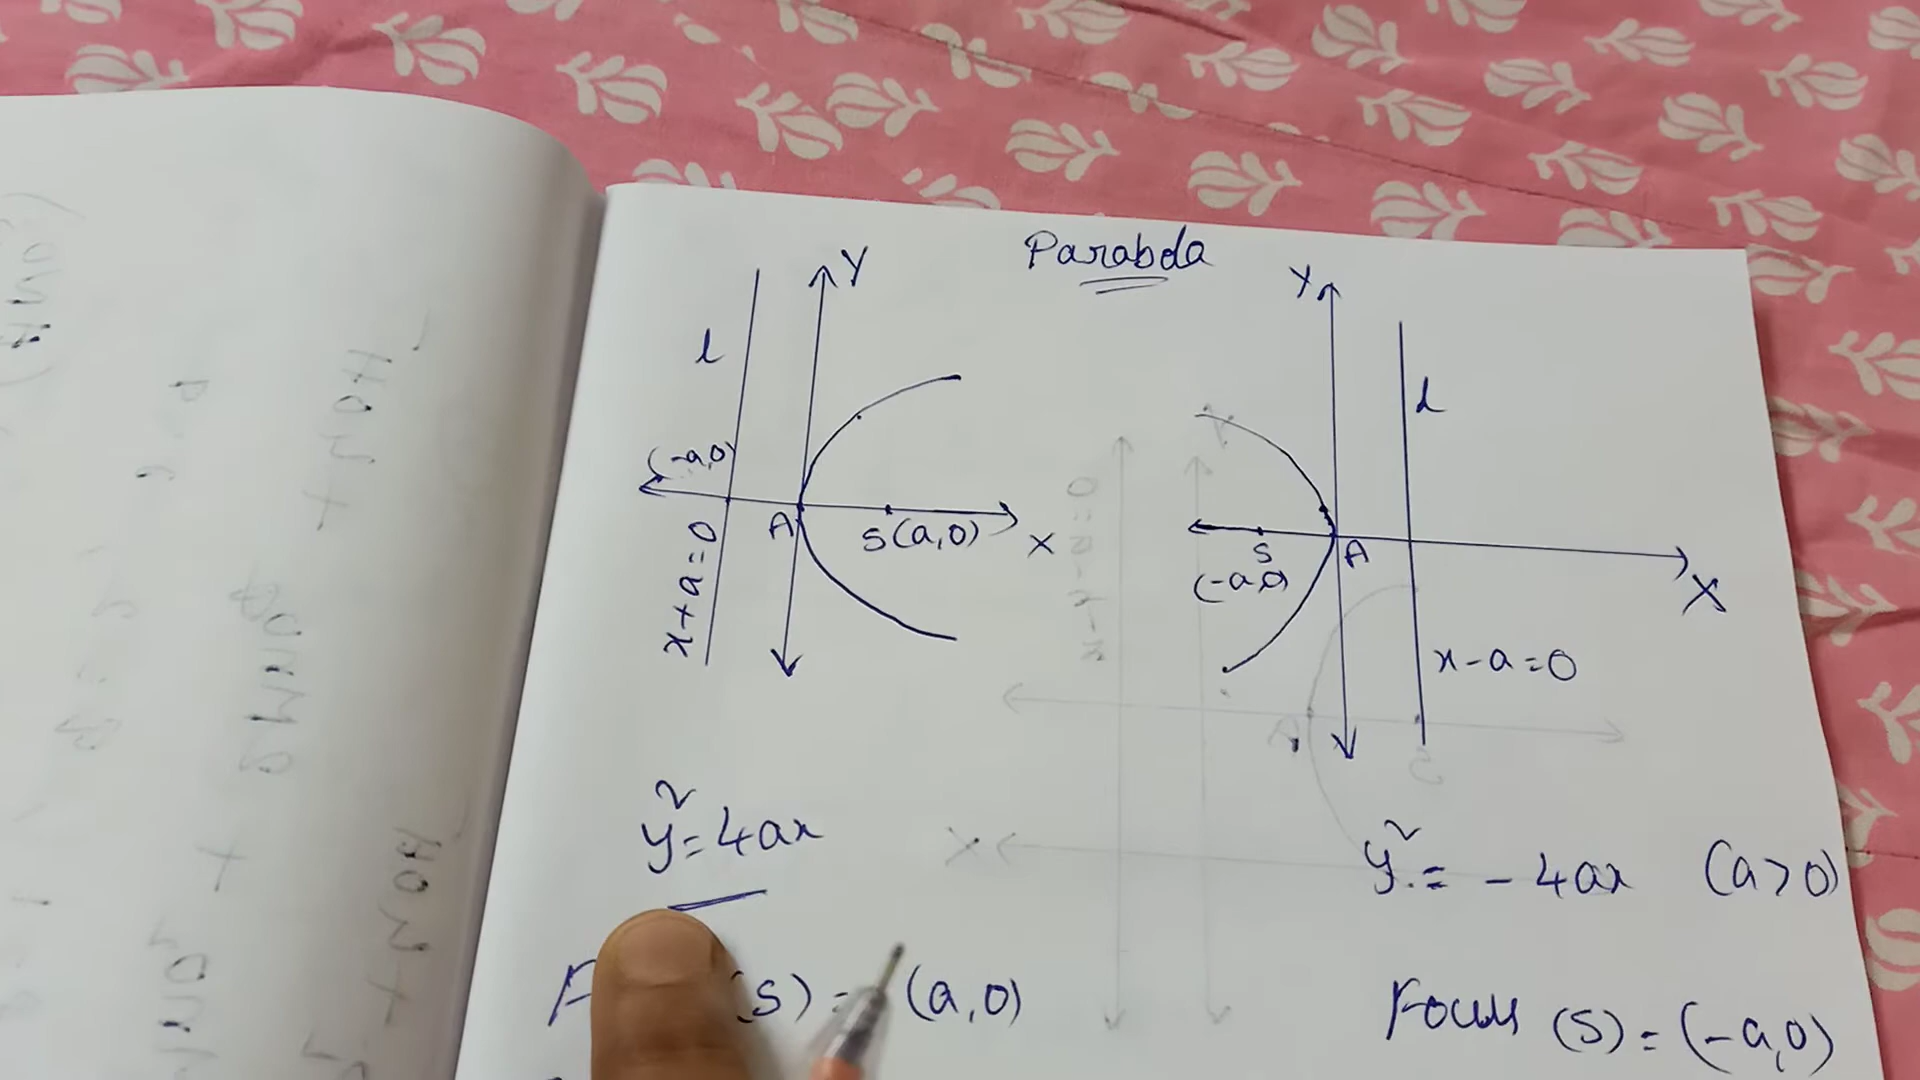 Parabola
Y
l
(-a,0)
A
S(a,0)
X
x+a=0
Y
l
S
(-a,0)
A
X
x-a=0
y²=4ax
y²=-4ax (a>0)
(S)= (a,0)
Focus (S)=(-a,0)